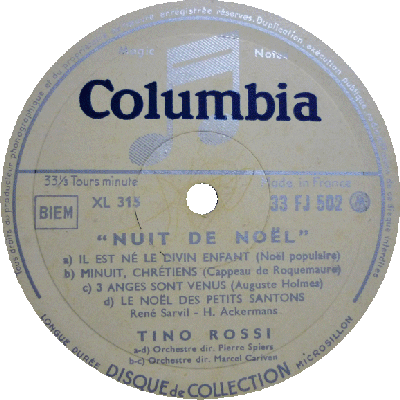 Music Notes
Columbia
33⅓ Tours minute
Made in France
BIEM
XL 315
33 FJ 502
"NUIT DE NOËL"
a) IL EST NÉ LE DIVIN ENFANT (Noël populaire)
b) MINUIT, CHRÉTIENS (Cappeau de Roquemaure)
c) 3 ANGES SONT VENUS (Auguste Holmes)
d) LE NOËL DES PETITS SANTONS
René Sarvil - H. Ackermans
TINO ROSSI
a-d) Orchestre dir. Pierre Spiers
b-c) Orchestre dir. Marcel Cariven
LONGUE DURÉE DISQUE de COLLECTION MICROSILLON